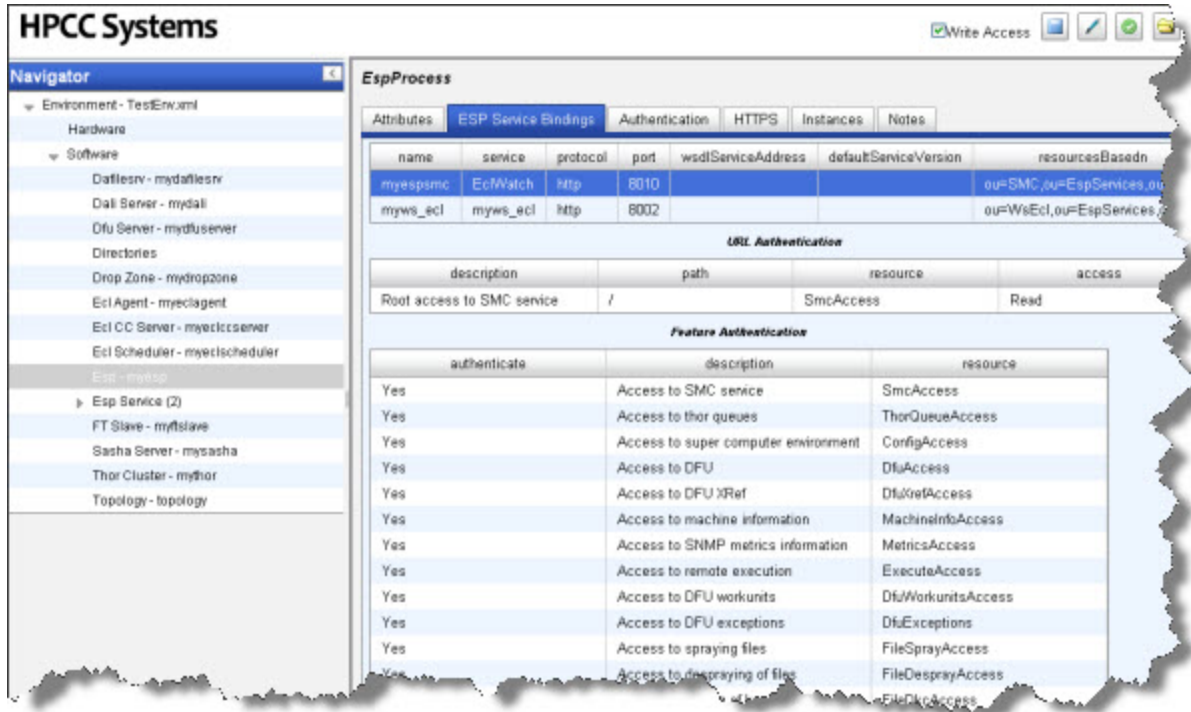 HPCC Systems
Write Access
Navigator
Environment - TestEnv.xml
Hardware
Software
Dafilesrv - mydafilesrv
Dali Server - mydali
Dfu Server - mydfuserver
Directories
Drop Zone - mydropzone
Ecl Agent - myeclagent
Ecl CC Server - myeclccserver
Ecl Scheduler - myeclscheduler
Esp - myesp
Esp Service (2)
FT Slave - myftslave
Sasha Server - mysasha
Thor Cluster - mythor
Topology - topology
EspProcess
Attributes ESP Service Bindings Authentication HTTPS Instances Notes
name service protocol port wsdlServiceAddress defaultServiceVersion resourcesBasedn
myespsmc EclWatch http 8010 ou=SMC,ou=EspServices,ou
myws_ecl myws_ecl http 8002 ou=WsEcl,ou=EspServices,
URL Authentication
description path resource access
Root access to SMC service / SmcAccess Read
Feature Authentication
authenticate description resource
Yes Access to SMC service SmcAccess
Yes Access to thor queues ThorQueueAccess
Yes Access to super computer environment ConfigAccess
Yes Access to DFU DfuAccess
Yes Access to DFU XRef DfuXrefAccess
Yes Access to machine information MachineInfoAccess
Yes Access to SNMP metrics information MetricsAccess
Yes Access to remote execution ExecuteAccess
Yes Access to DFU workunits DfuWorkunitsAccess
Yes Access to DFU exceptions DfuExceptions
Yes Access to spraying files FileSprayAccess
Yes Access to despraying of files FileDesprayAccess